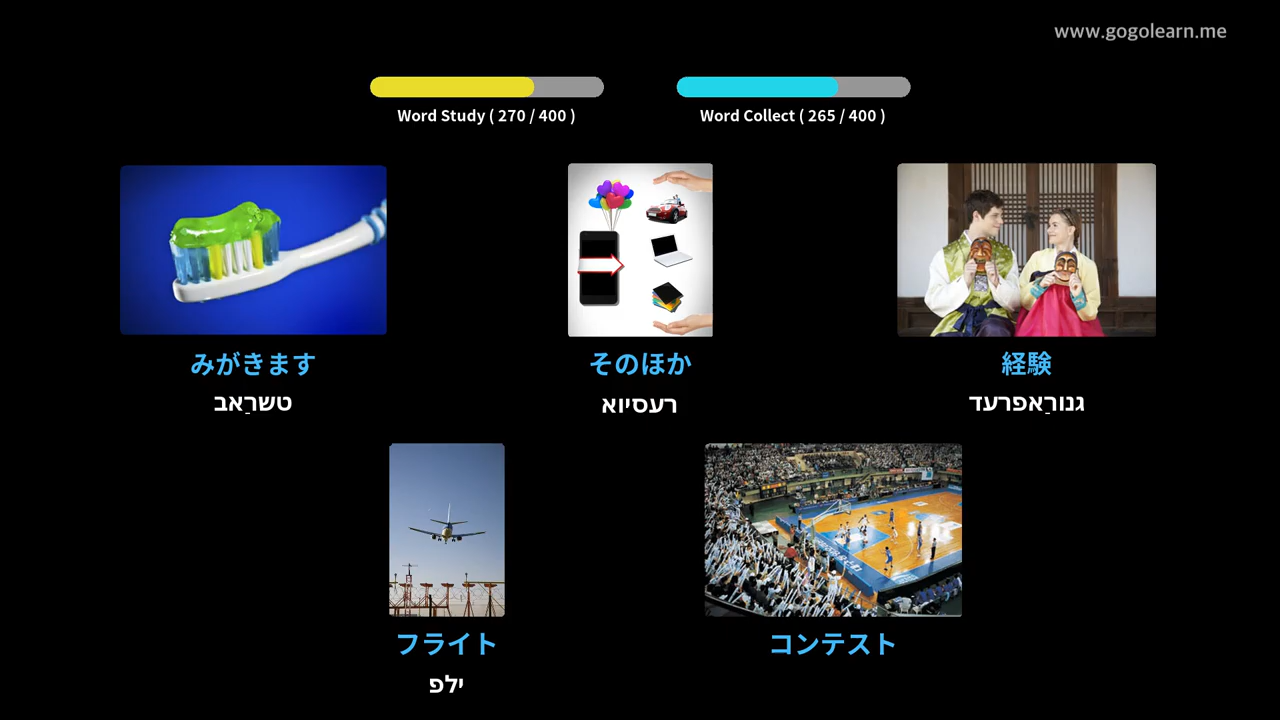 www.gogolearn.me
Word Study ( 270 / 400 )
Word Collect ( 265 / 400 )
みがきます
טשרַאב
そのほか
רעסיוא
経験
גנורַאפרעד
フライト
ילפ
コンテスト